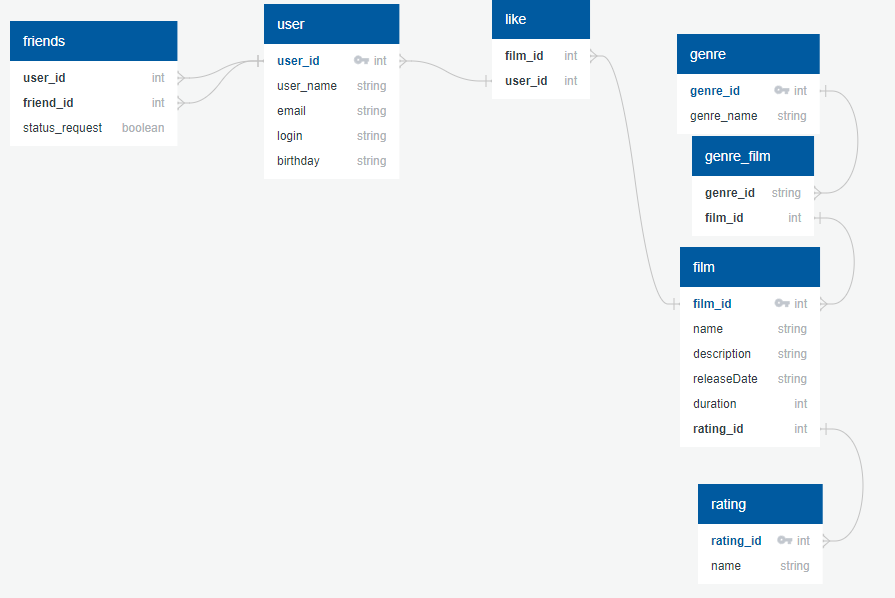 friends
user_id int
friend_id int
status_request boolean
user
user_id int
user_name string
email string
login string
birthday string
like
film_id int
user_id int
genre
genre_id int
genre_name string
genre_film
genre_id string
film_id int
film
film_id int
name string
description string
releaseDate string
duration int
rating_id int
rating
rating_id int
name string